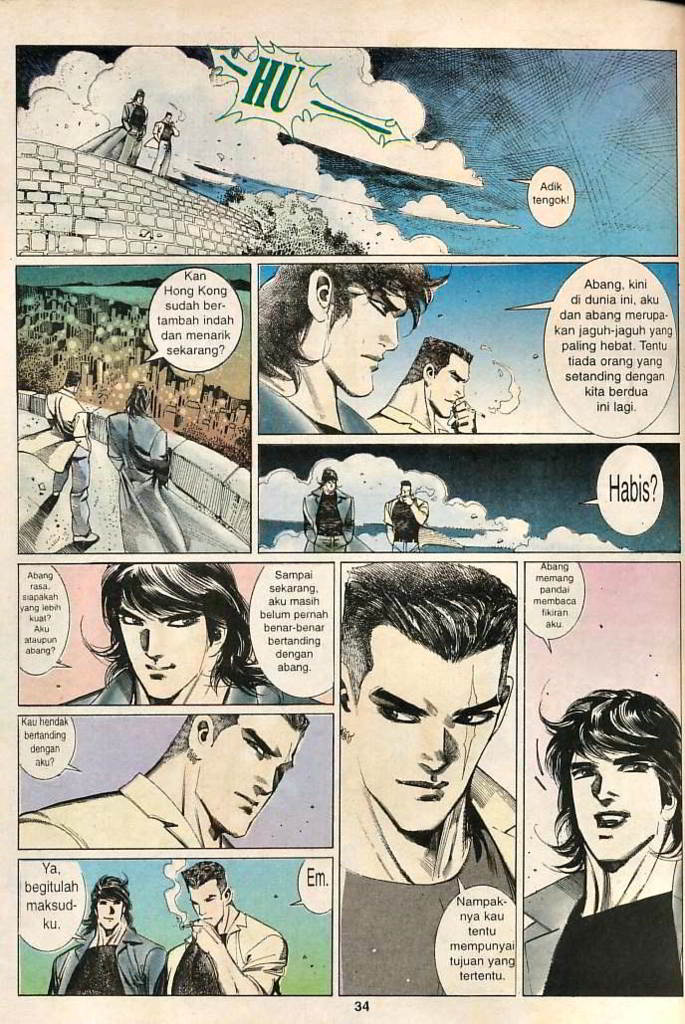 HU
Adik
tengok!
Kan
Hong Kong
sudah ber-
tambah indah
dan menarik
sekarang?
Abang, kini
di dunia ini, aku
dan abang merupa-
kan jaguh-jaguh yang
paling hebat. Tentu
tiada orang yang
setanding dengan
kita berdua
ini lagi.
Habis?
Abang
rasa,
siapakah
yang lebih
kuat?
Aku
ataupun
abang?
Sampai
sekarang,
aku masih
belum pernah
benar-benar
bertanding
dengan
abang.
Kau hendak
bertanding
dengan
aku?
Ya,
begitulah
maksud-
ku.
Em.
Nampak-
nya kau
tentu
mempunyai
tujuan yang
tertentu.
Abang
memang
pandai
membaca
fikiran
aku.
34